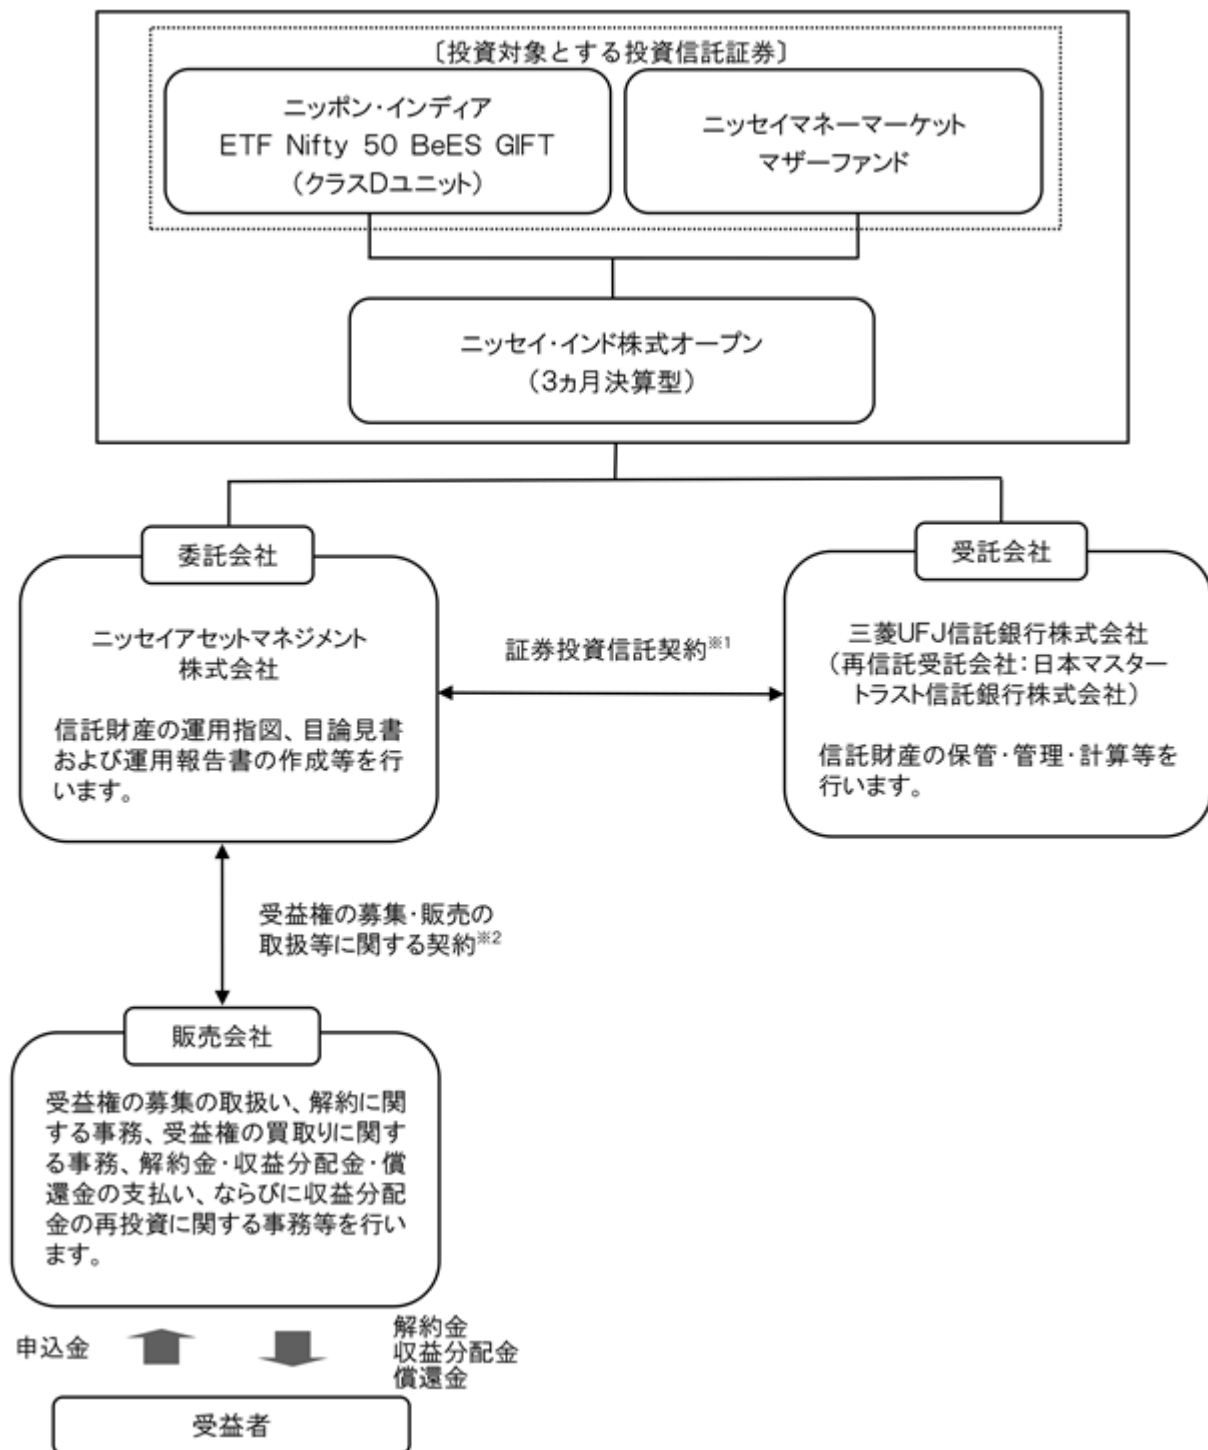 〔投資対象とする投資信託証券〕
ニッポン・インディア
ETF Nifty 50 BeES GIFT
(クラスDユニット)
ニッセイマネーマーケット
マザーファンド
ニッセイ・インド株式オープン
(3ヵ月決算型)
委託会社
ニッセイアセットマネジメント
株式会社
信託財産の運用指図、目論見書
および運用報告書の作成等を行
います。
証券投資信託契約※1
受託会社
三菱UFJ信託銀行株式会社
(再信託受託会社:日本マスター
トラスト信託銀行株式会社)
信託財産の保管・管理・計算等を
行います。
受益権の募集・販売の
取扱等に関する契約※2
販売会社
受益権の募集の取扱い、解約に関
する事務、受益権の買取りに関す
る事務、解約金・収益分配金・償
還金の支払い、ならびに収益分配
金の再投資に関する事務等を行い
ます。
申込金
解約金
収益分配金
償還金
受益者